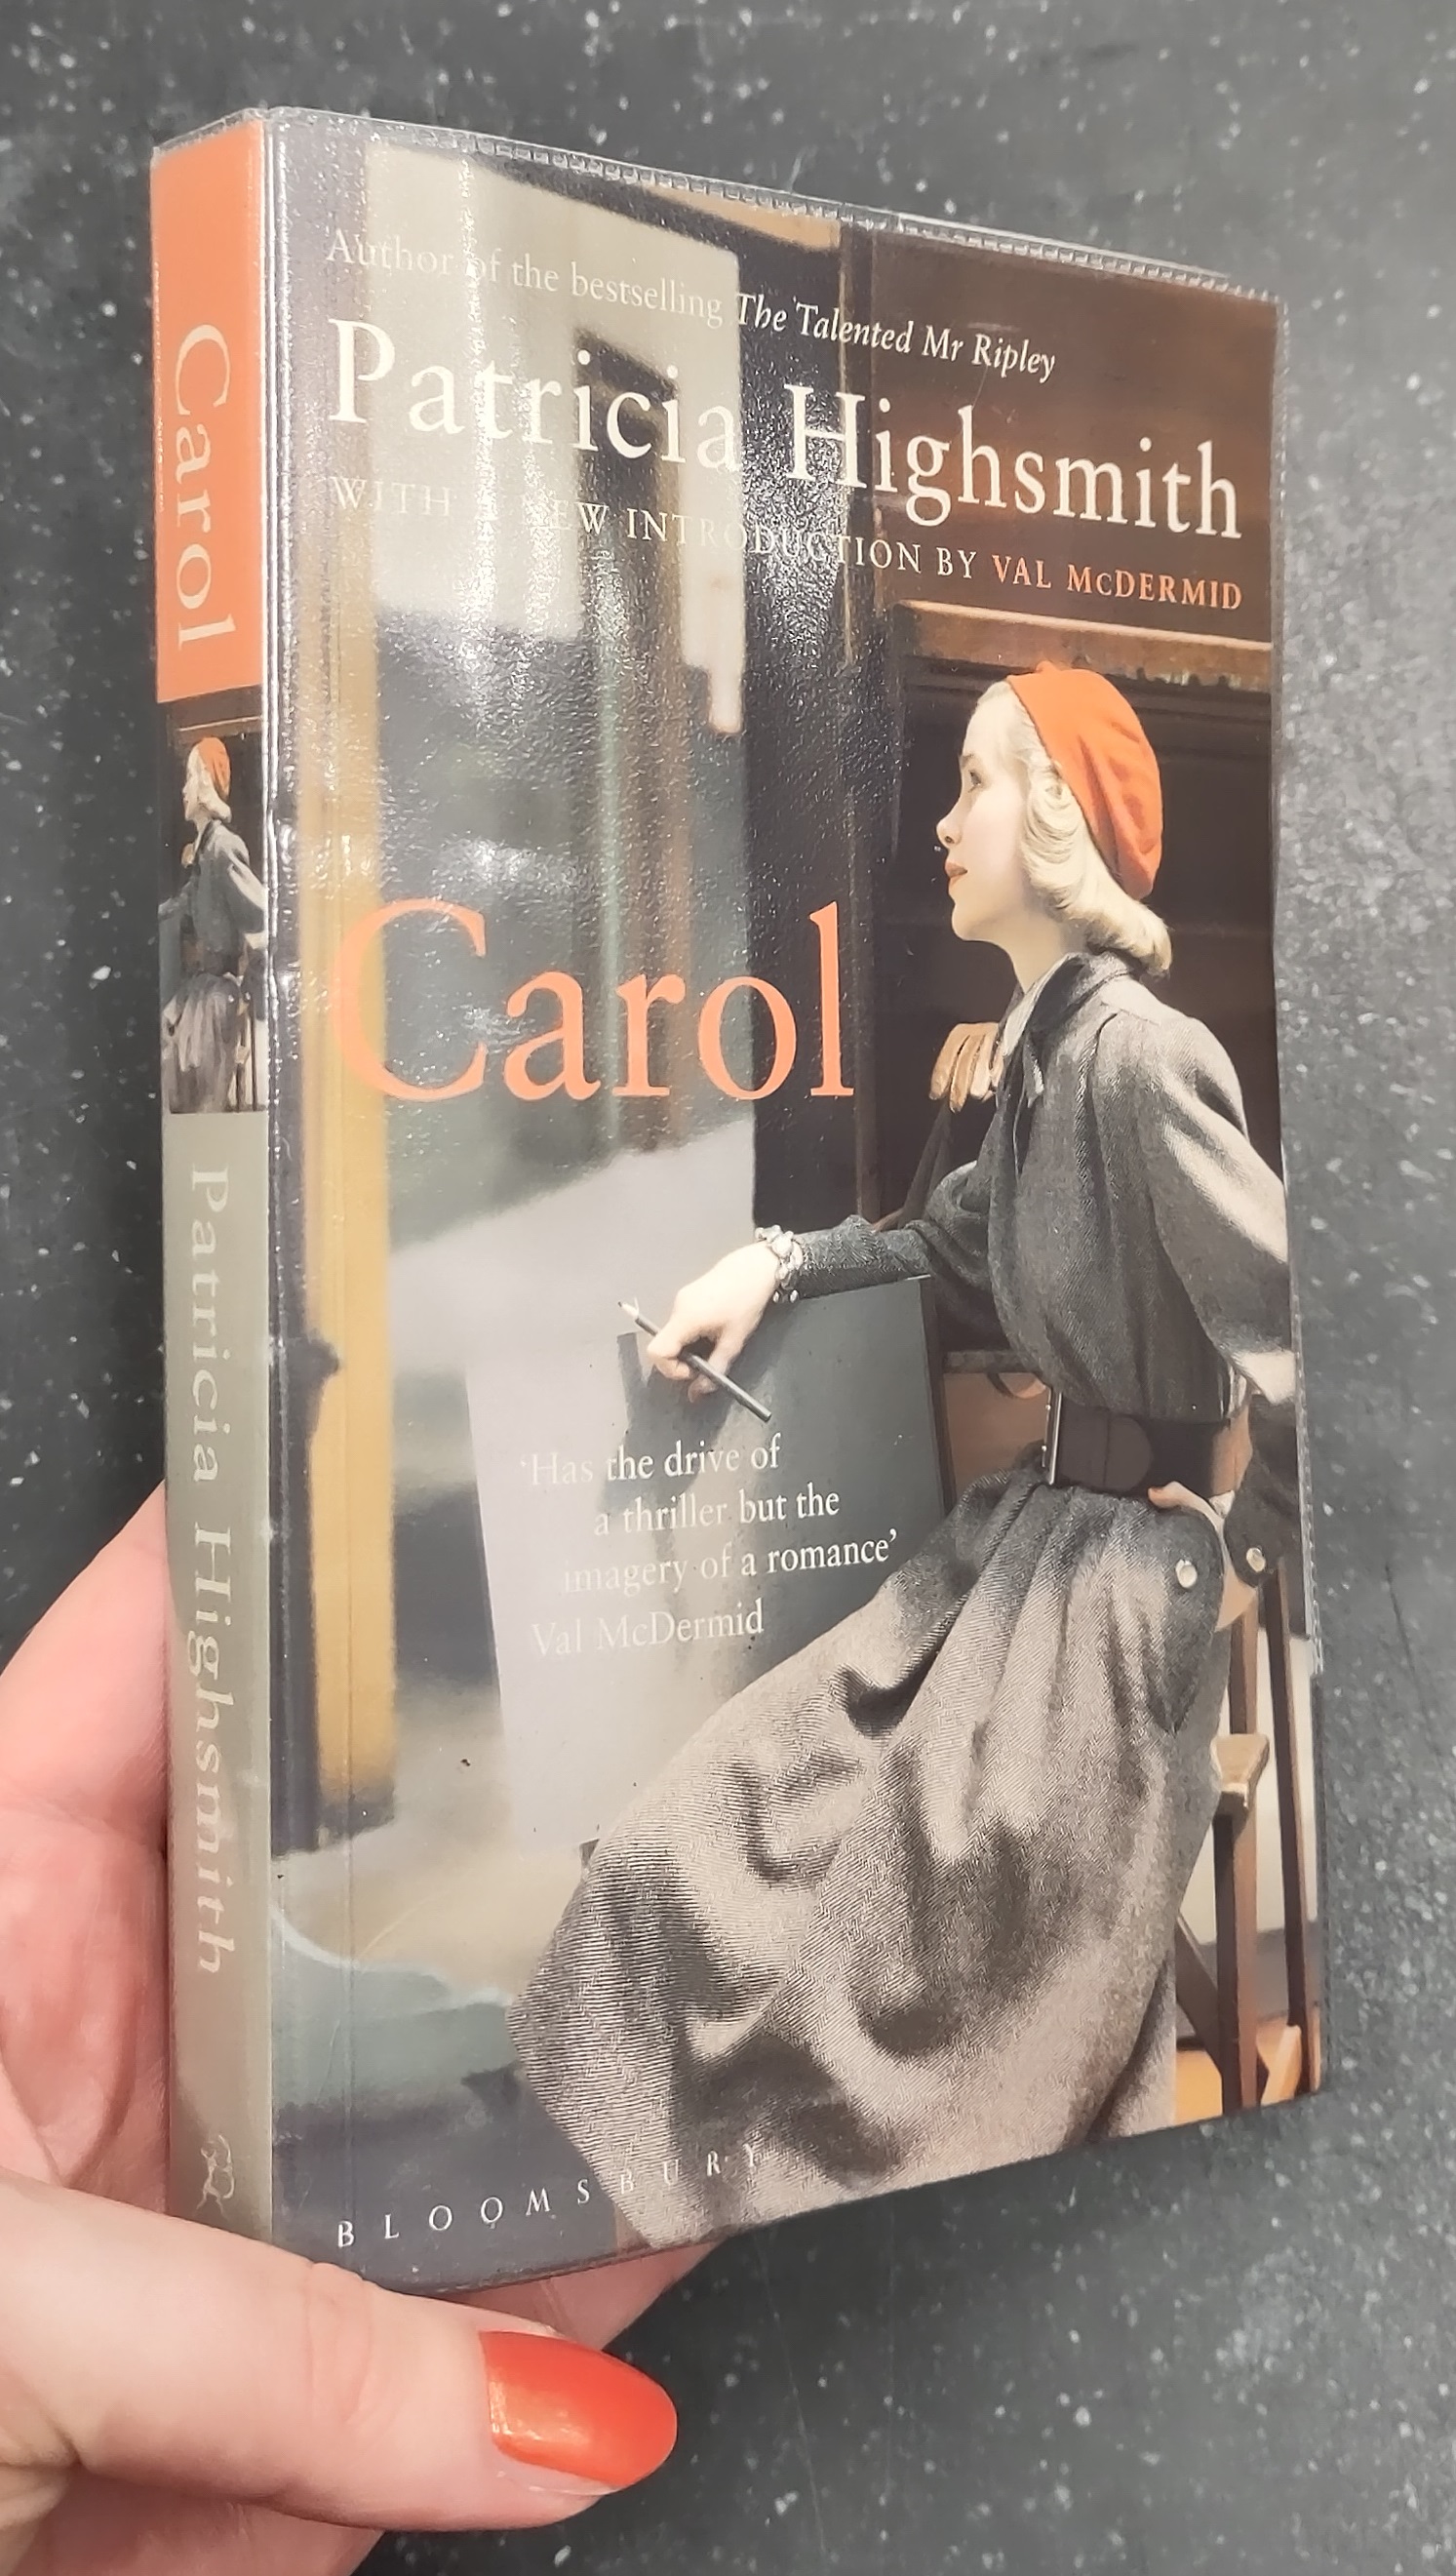 Carol
Patricia Highsmith
Author of the bestselling The Talented Mr Ripley
Patricia Highsmith
WITH A NEW INTRODUCTION BY VAL McDERMID
Carol
‘Has the drive of
a thriller but the
imagery of a romance’
Val McDermid
BLOOMSBURY